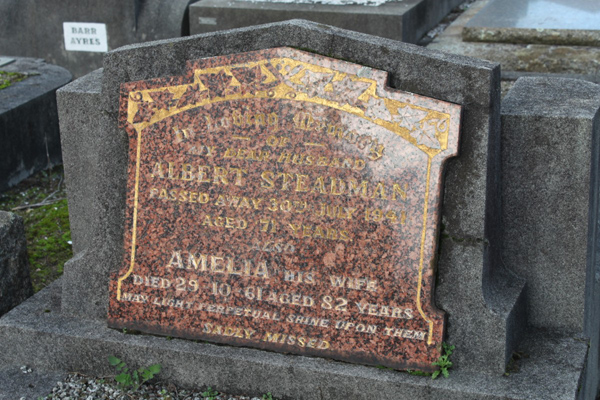 BARR
AYRES
In Loving Memory
OF
MY DEAR HUSBAND
ALBERT STEADMAN
PASSED AWAY 30TH JULY 1941
AGED 71 YEARS
ALSO
AMELIA HIS WIFE
DIED 29·10·61 AGED 82 YEARS
MAY LIGHT PERPETUAL SHINE UPON THEM
SADLY MISSED